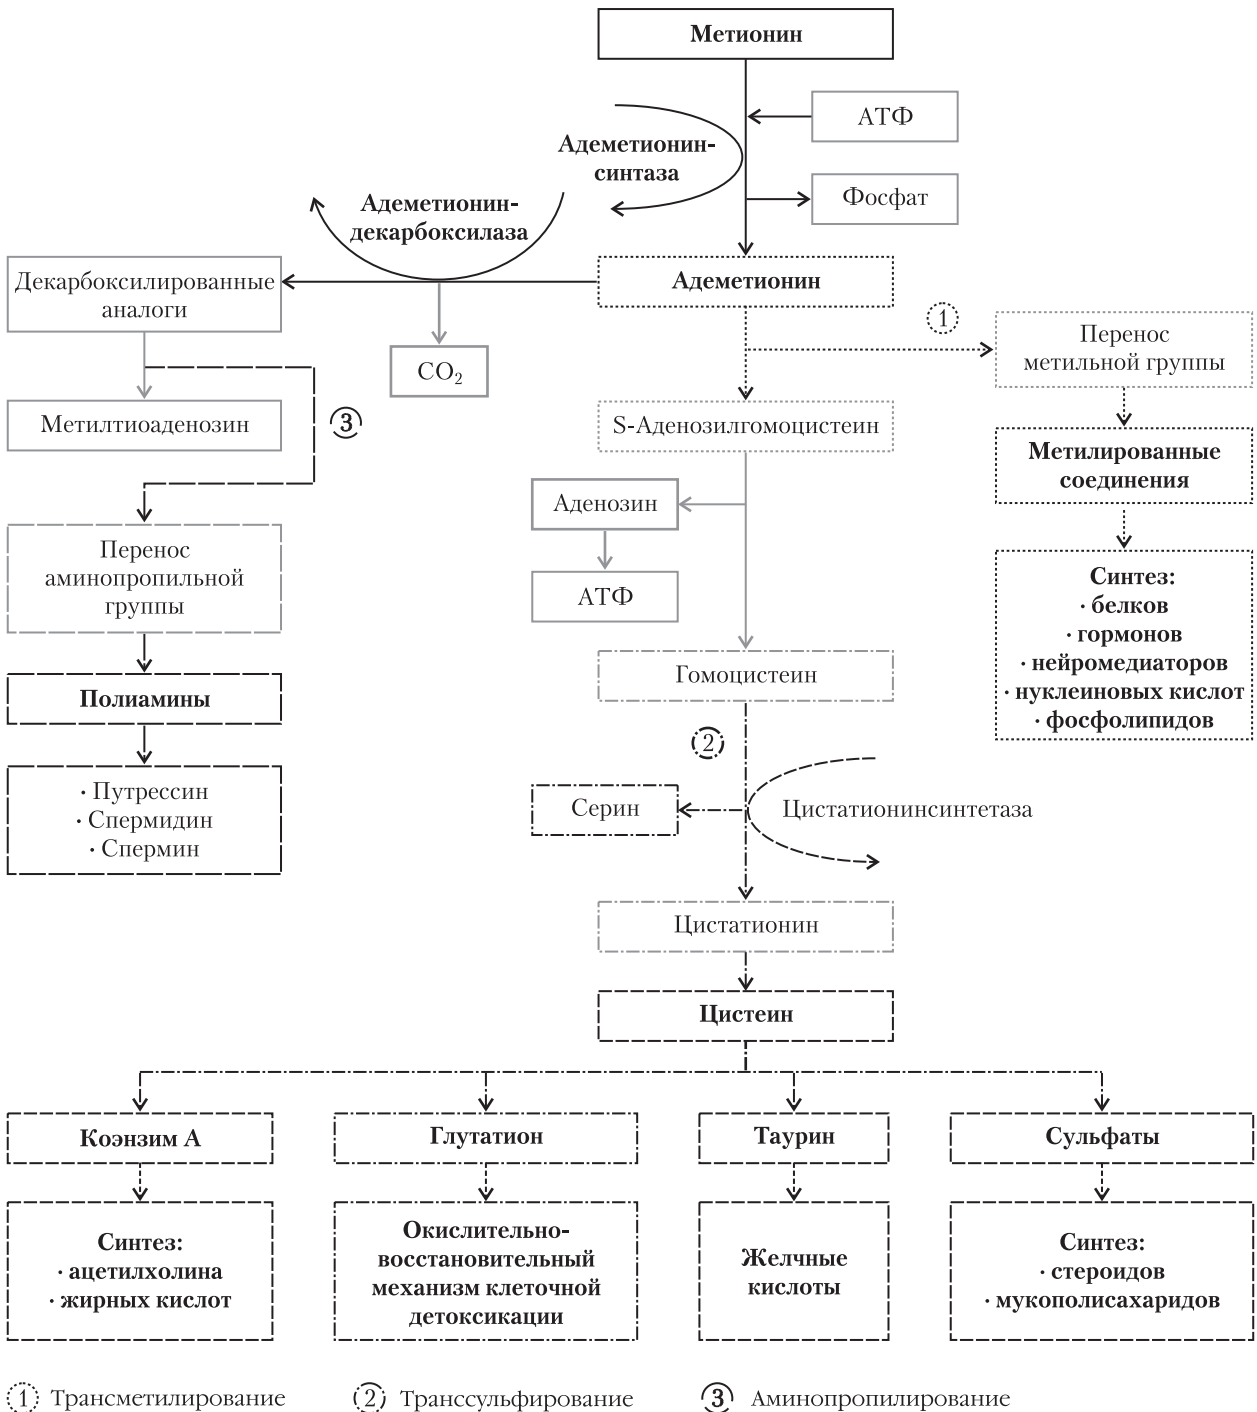 Метионин
АТФ
Адеметионин-
синтаза
Фосфат
Адеметионин-
декарбоксилаза
Декарбоксилированные
аналоги
Адеметионин
1
Перенос
метильной группы
CO₂
Метилтиоаденозин
3
S-Аденозилгомоцистеин
Метилированные
соединения
Аденозин
АТФ
Перенос
аминопропильной
группы
Синтез:
· белков
· гормонов
· нейромедиаторов
· нуклеиновых кислот
· фосфолипидов
Гомоцистеин
Полиамины
2
· Путрессин
· Спермидин
· Спермин
Серин
Цистатионинсинтетаза
Цистатионин
Цистеин
Коэнзим А
Глутатион
Таурин
Сульфаты
Синтез:
· ацетилхолина
· жирных кислот
Окислительно-
восстановительный
механизм клеточной
детоксикации
Желчные
кислоты
Синтез:
· стероидов
· мукополисахаридов
1 Трансметилирование
2 Транссульфирование
3 Аминопропилирование